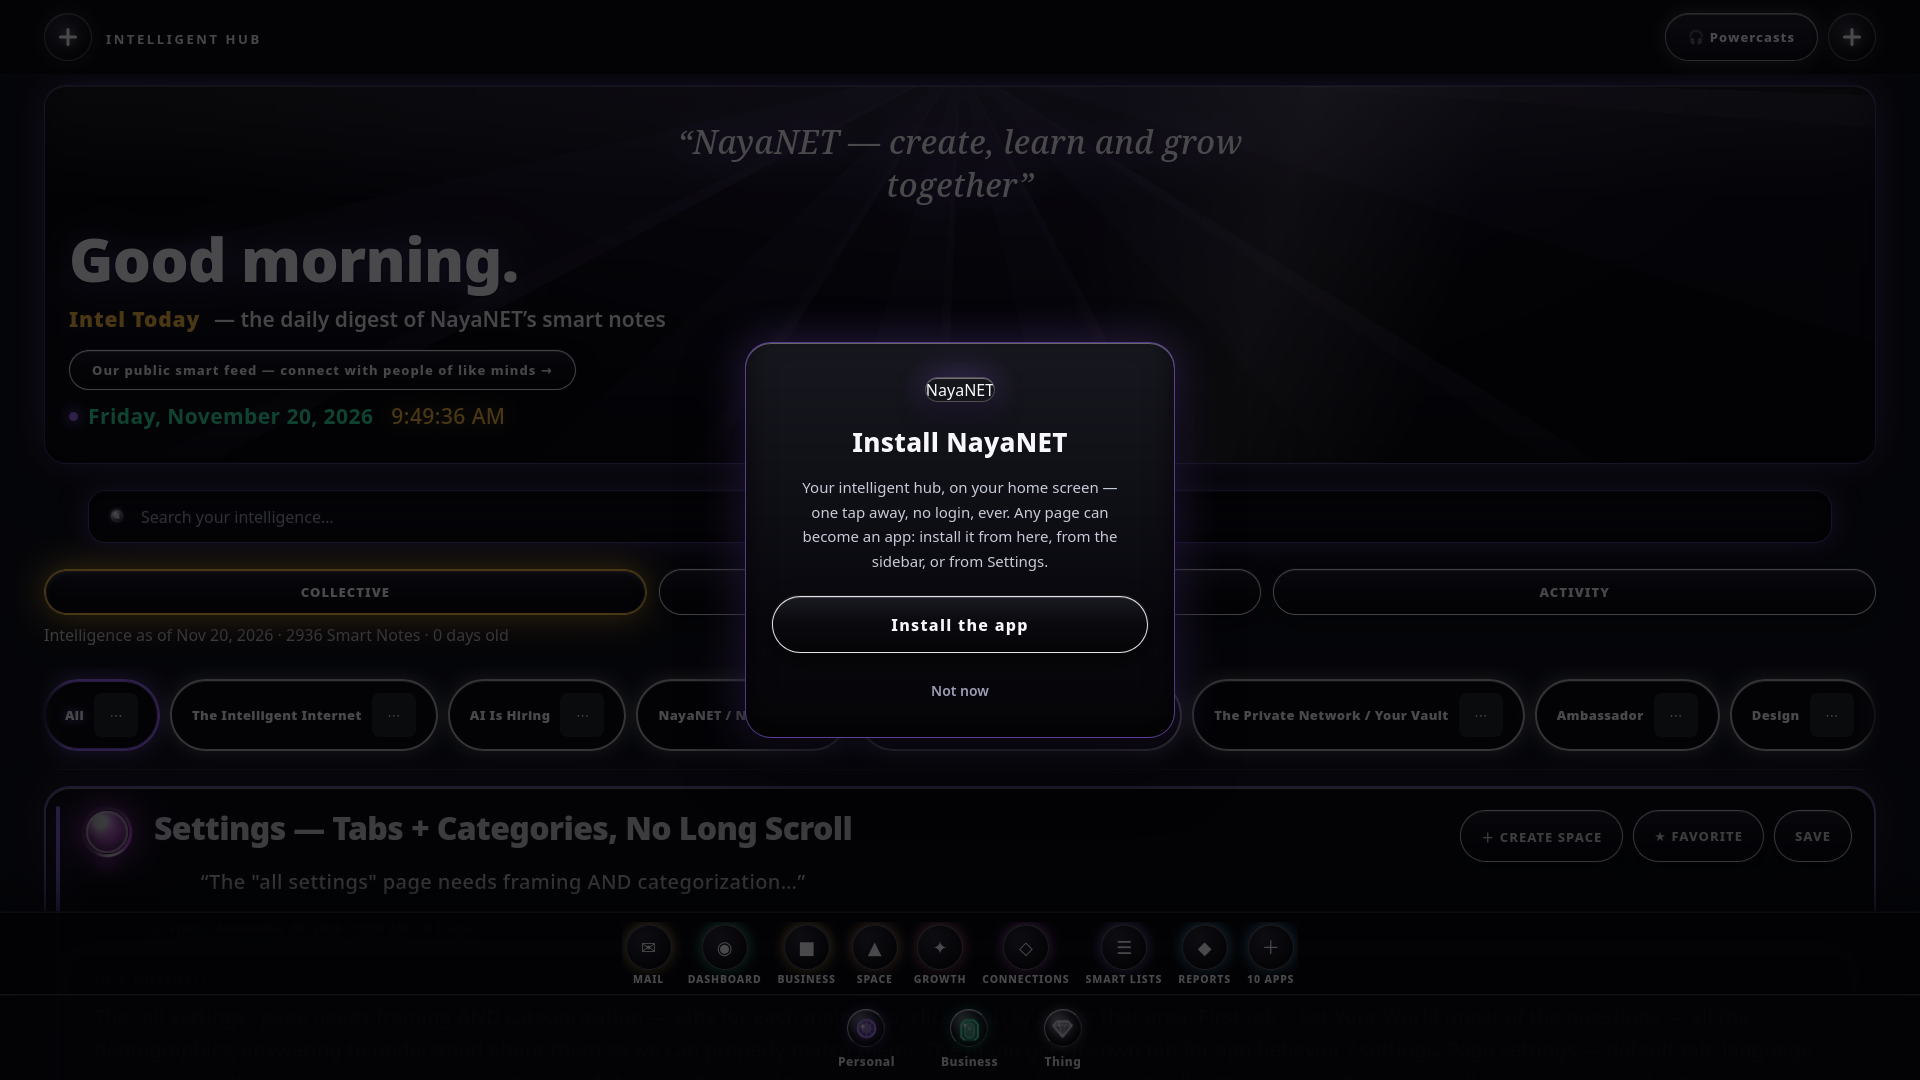 INTELLIGENT HUB
🎧 Powercasts
“NayaNET — create, learn and grow
together”
Good morning.
Intel Today — the daily digest of NayaNET’s smart notes
Our public smart feed — connect with people of like minds →
Friday, November 20, 2026 9:49:36 AM
Search your intelligence...
NayaNET
Install NayaNET
Your intelligent hub, on your home screen —
one tap away, no login, ever. Any page can
become an app: install it from here, from the
sidebar, or from Settings.
Install the app
Not now
COLLECTIVE
ACTIVITY
Intelligence as of Nov 20, 2026 · 2936 Smart Notes · 0 days old
All ...
The Intelligent Internet ...
AI Is Hiring ...
NayaNET / N
The Private Network / Your Vault ...
Ambassador ...
Design ...
Settings — Tabs + Categories, No Long Scroll
+ CREATE SPACE
★ FAVORITE
SAVE
“The "all settings" page needs framing AND categorization...”
MAIL
DASHBOARD
BUSINESS
SPACE
GROWTH
CONNECTIONS
SMART LISTS
REPORTS
10 APPS
Personal
Business
Thing